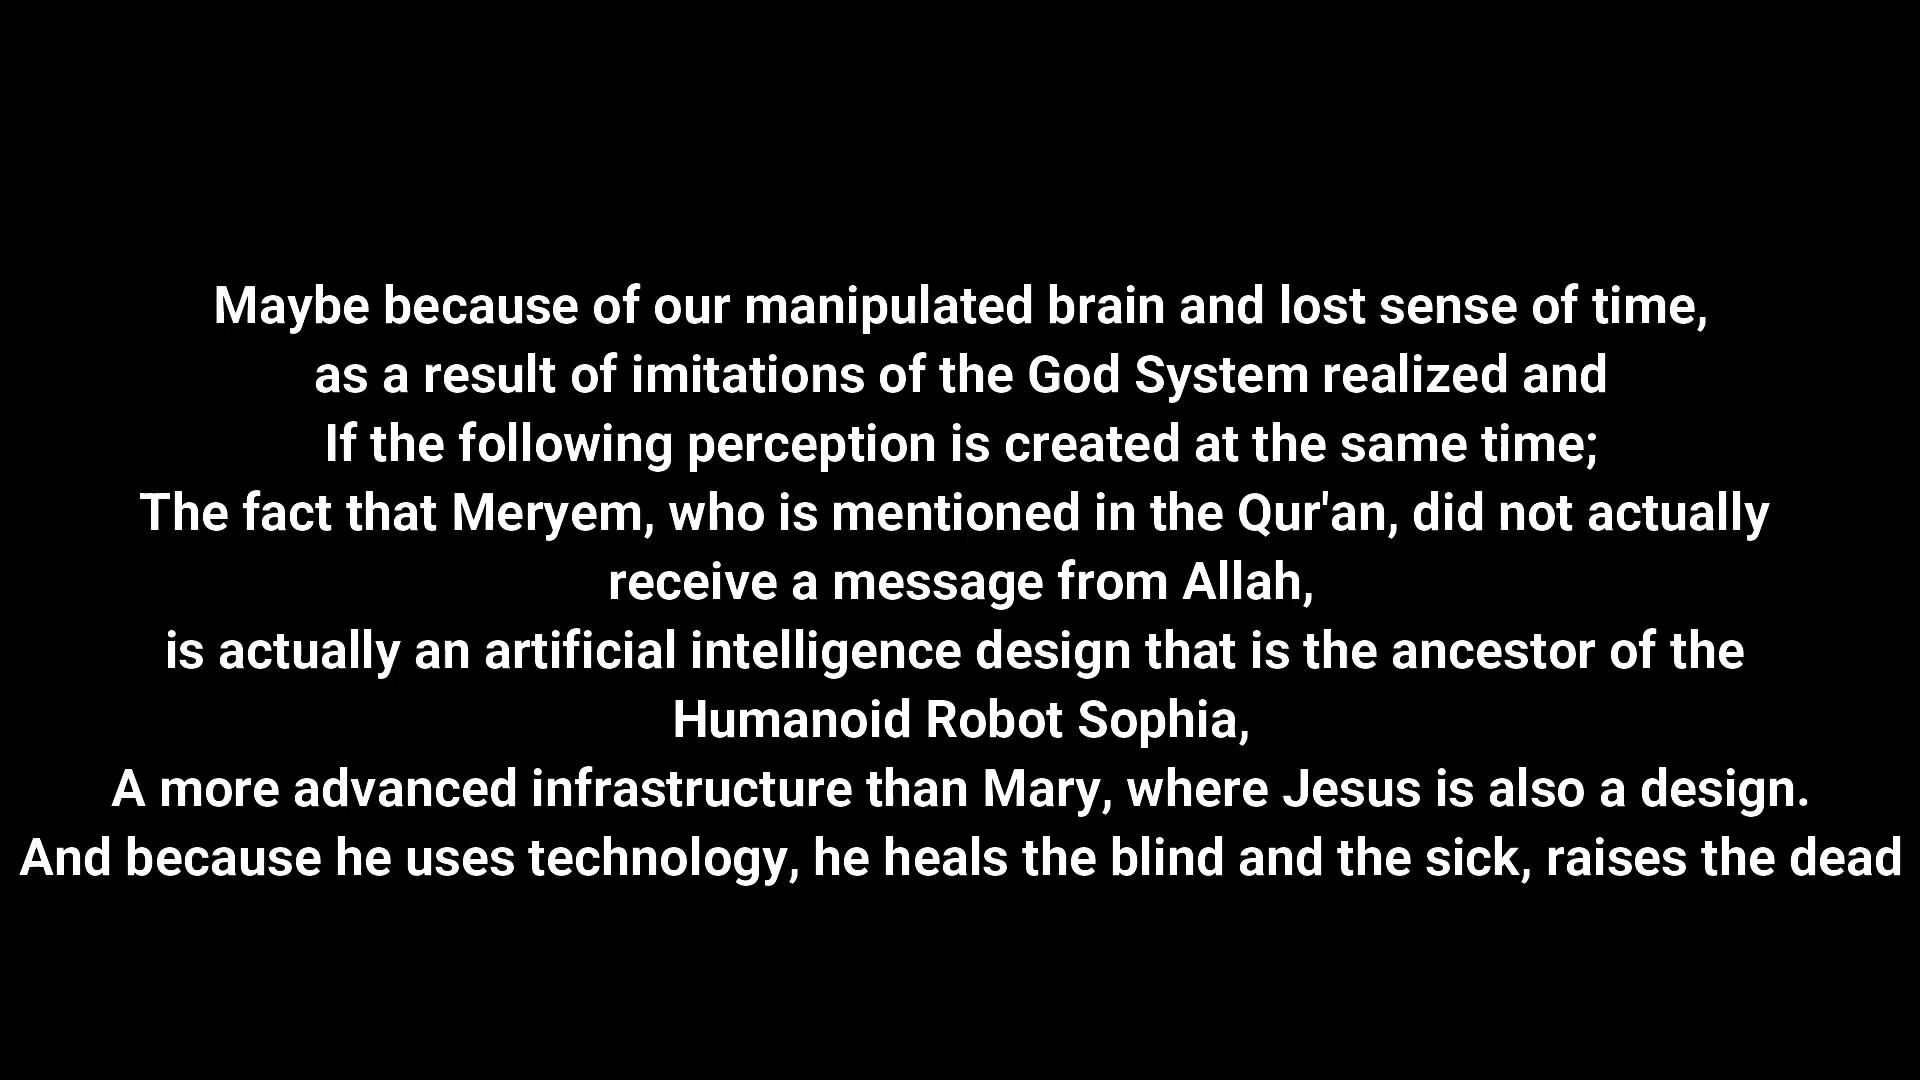 Maybe because of our manipulated brain and lost sense of time,
as a result of imitations of the God System realized and
If the following perception is created at the same time;
The fact that Meryem, who is mentioned in the Qur'an, did not actually
receive a message from Allah,
is actually an artificial intelligence design that is the ancestor of the
Humanoid Robot Sophia,
A more advanced infrastructure than Mary, where Jesus is also a design.
And because he uses technology, he heals the blind and the sick, raises the dead